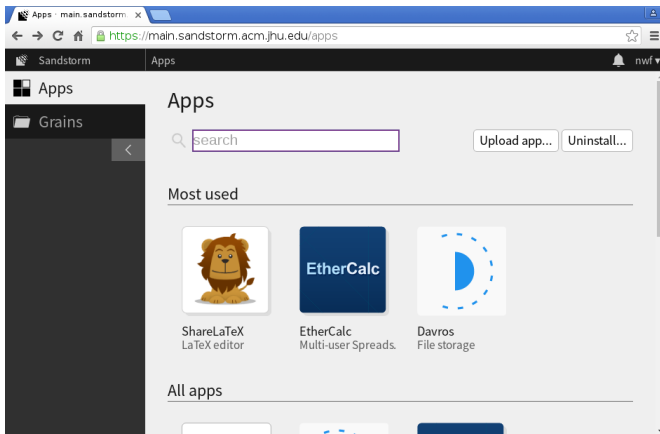 Apps · main.sandstorm.
https://main.sandstorm.acm.jhu.edu/apps
Sandstorm
Apps
nwf
Apps
Grains
Apps
search
Upload app...
Uninstall...
Most used
EtherCalc
ShareLaTeX
LaTeX editor
EtherCalc
Multi-user Spreads.
Davros
File storage
All apps